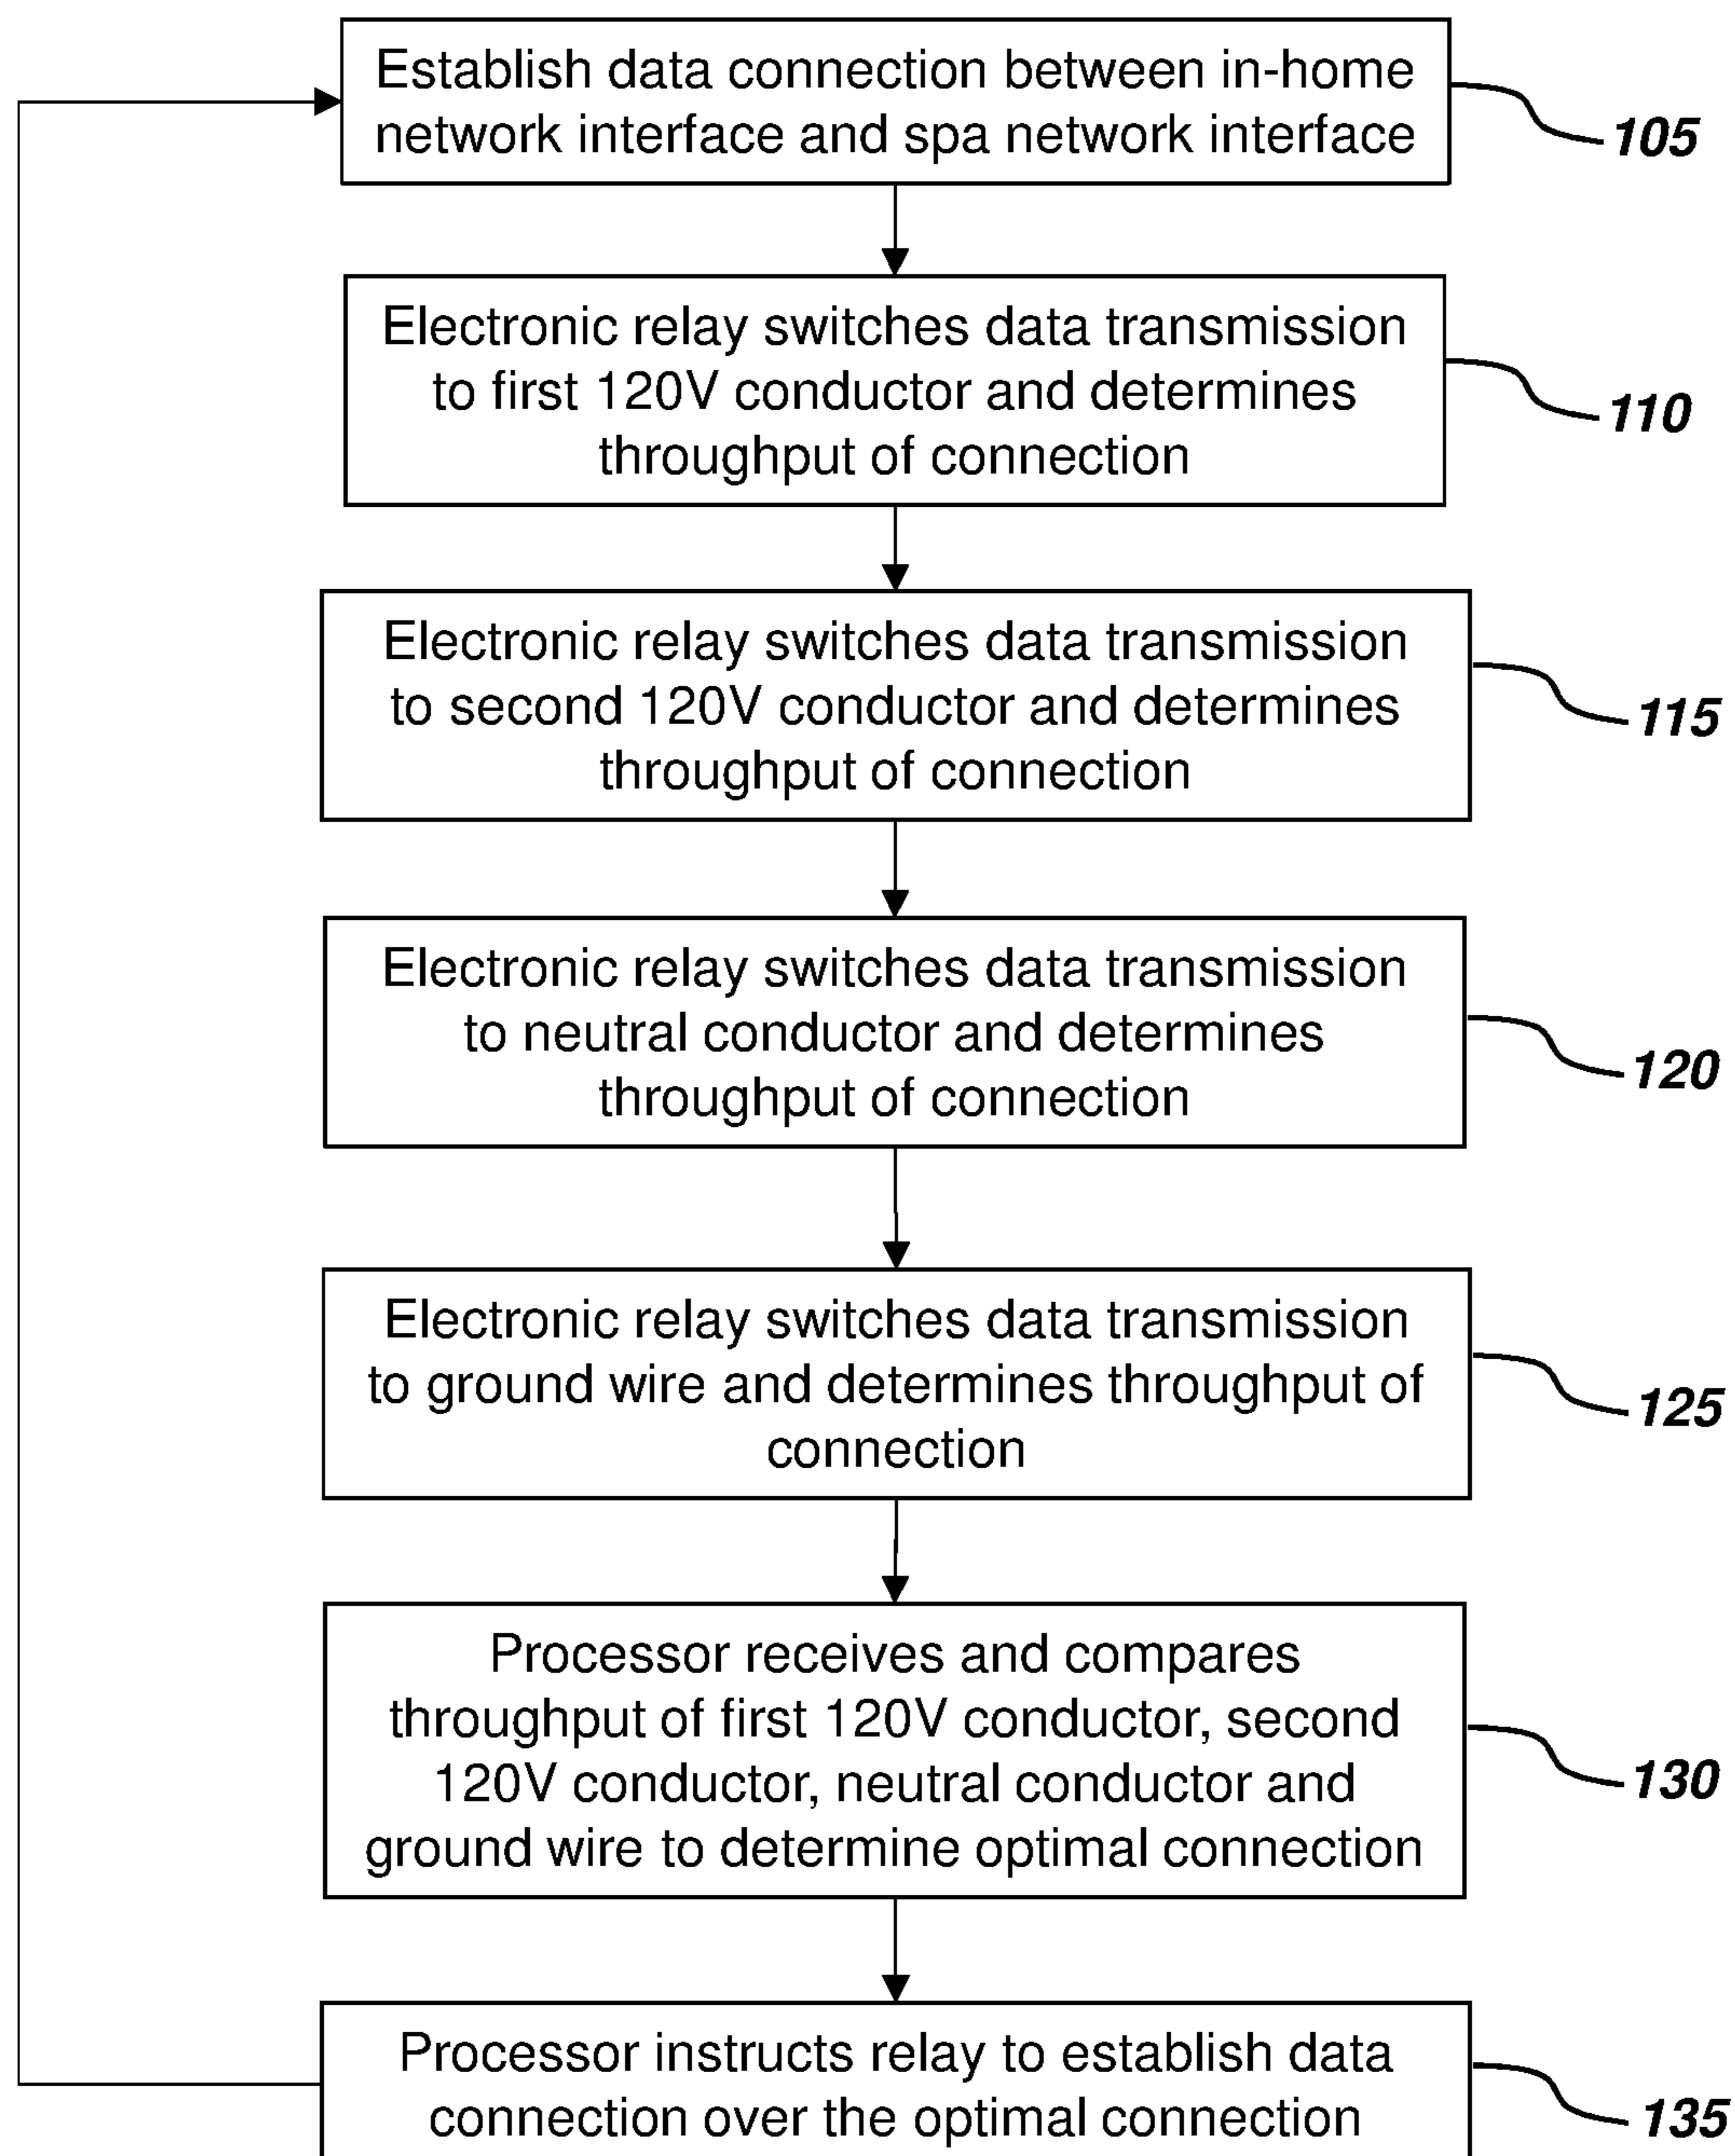 Establish data connection between in-home
network interface and spa network interface
105
Electronic relay switches data transmission
to first 120V conductor and determines
throughput of connection
110
Electronic relay switches data transmission
to second 120V conductor and determines
throughput of connection
115
Electronic relay switches data transmission
to neutral conductor and determines
throughput of connection
120
Electronic relay switches data transmission
to ground wire and determines throughput of
connection
125
Processor receives and compares
throughput of first 120V conductor, second
120V conductor, neutral conductor and
ground wire to determine optimal connection
130
Processor instructs relay to establish data
connection over the optimal connection
135